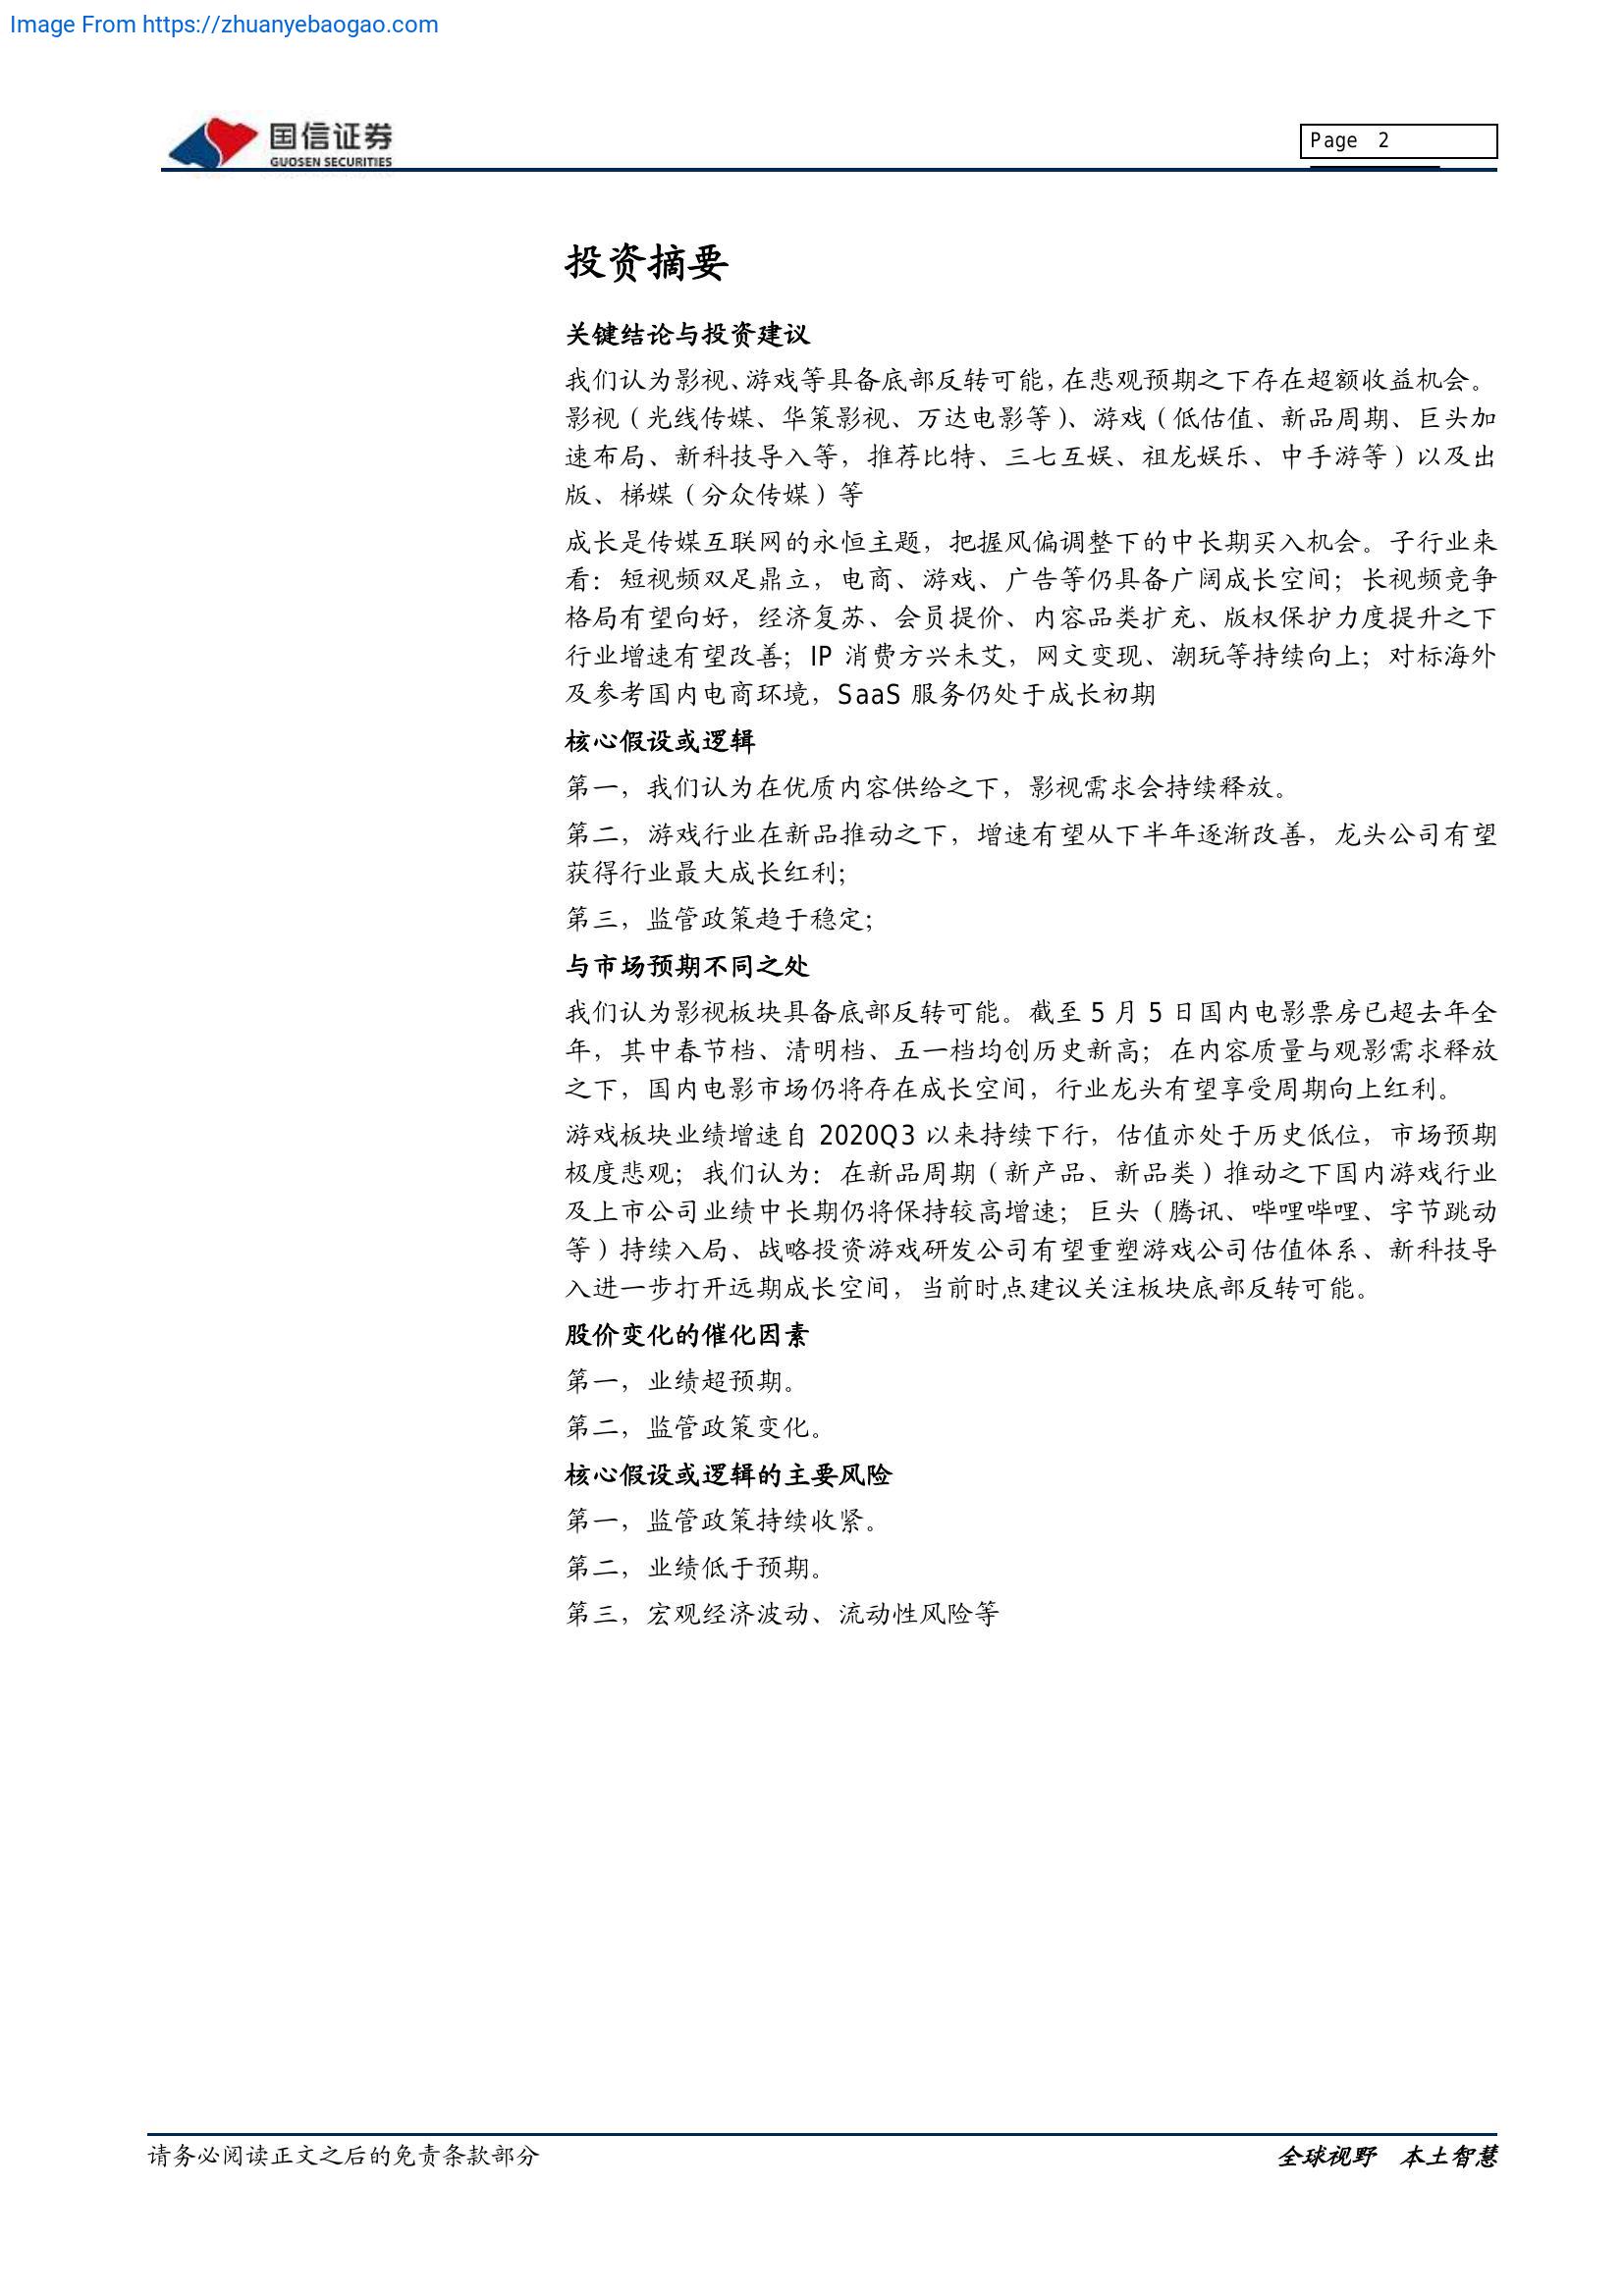 Image From https://zhuanyebaogao.com
国信证券
GUOSEN SECURITIES
Page 2
投资摘要
关键结论与投资建议
我们认为影视、游戏等具备底部反转可能，在悲观预期之下存在超额收益机会。
影视（光线传媒、华策影视、万达电影等）、游戏（低估值、新品周期、巨头加
速布局、新科技导入等，推荐比特、三七互娱、祖龙娱乐、中手游等）以及出
版、梯媒（分众传媒）等
成长是传媒互联网的永恒主题，把握风偏调整下的中长期买入机会。子行业来
看：短视频双足鼎立，电商、游戏、广告等仍具备广阔成长空间；长视频竞争
格局有望向好，经济复苏、会员提价、内容品类扩充、版权保护力度提升之下
行业增速有望改善；IP 消费方兴未艾，网文变现、潮玩等持续向上；对标海外
及参考国内电商环境，SaaS 服务仍处于成长初期
核心假设或逻辑
第一，我们认为在优质内容供给之下，影视需求会持续释放。
第二，游戏行业在新品推动之下，增速有望从下半年逐渐改善，龙头公司有望
获得行业最大成长红利；
第三，监管政策趋于稳定；
与市场预期不同之处
我们认为影视板块具备底部反转可能。截至 5 月 5 日国内电影票房已超去年全
年，其中春节档、清明档、五一档均创历史新高；在内容质量与观影需求释放
之下，国内电影市场仍将存在成长空间，行业龙头有望享受周期向上红利。
游戏板块业绩增速自 2020Q3 以来持续下行，估值亦处于历史低位，市场预期
极度悲观；我们认为：在新品周期（新产品、新品类）推动之下国内游戏行业
及上市公司业绩中长期仍将保持较高增速；巨头（腾讯、哔哩哔哩、字节跳动
等）持续入局、战略投资游戏研发公司有望重塑游戏公司估值体系、新科技导
入进一步打开远期成长空间，当前时点建议关注板块底部反转可能。
股价变化的催化因素
第一，业绩超预期。
第二，监管政策变化。
核心假设或逻辑的主要风险
第一，监管政策持续收紧。
第二，业绩低于预期。
第三，宏观经济波动、流动性风险等
请务必阅读正文之后的免责条款部分
全球视野 本土智慧